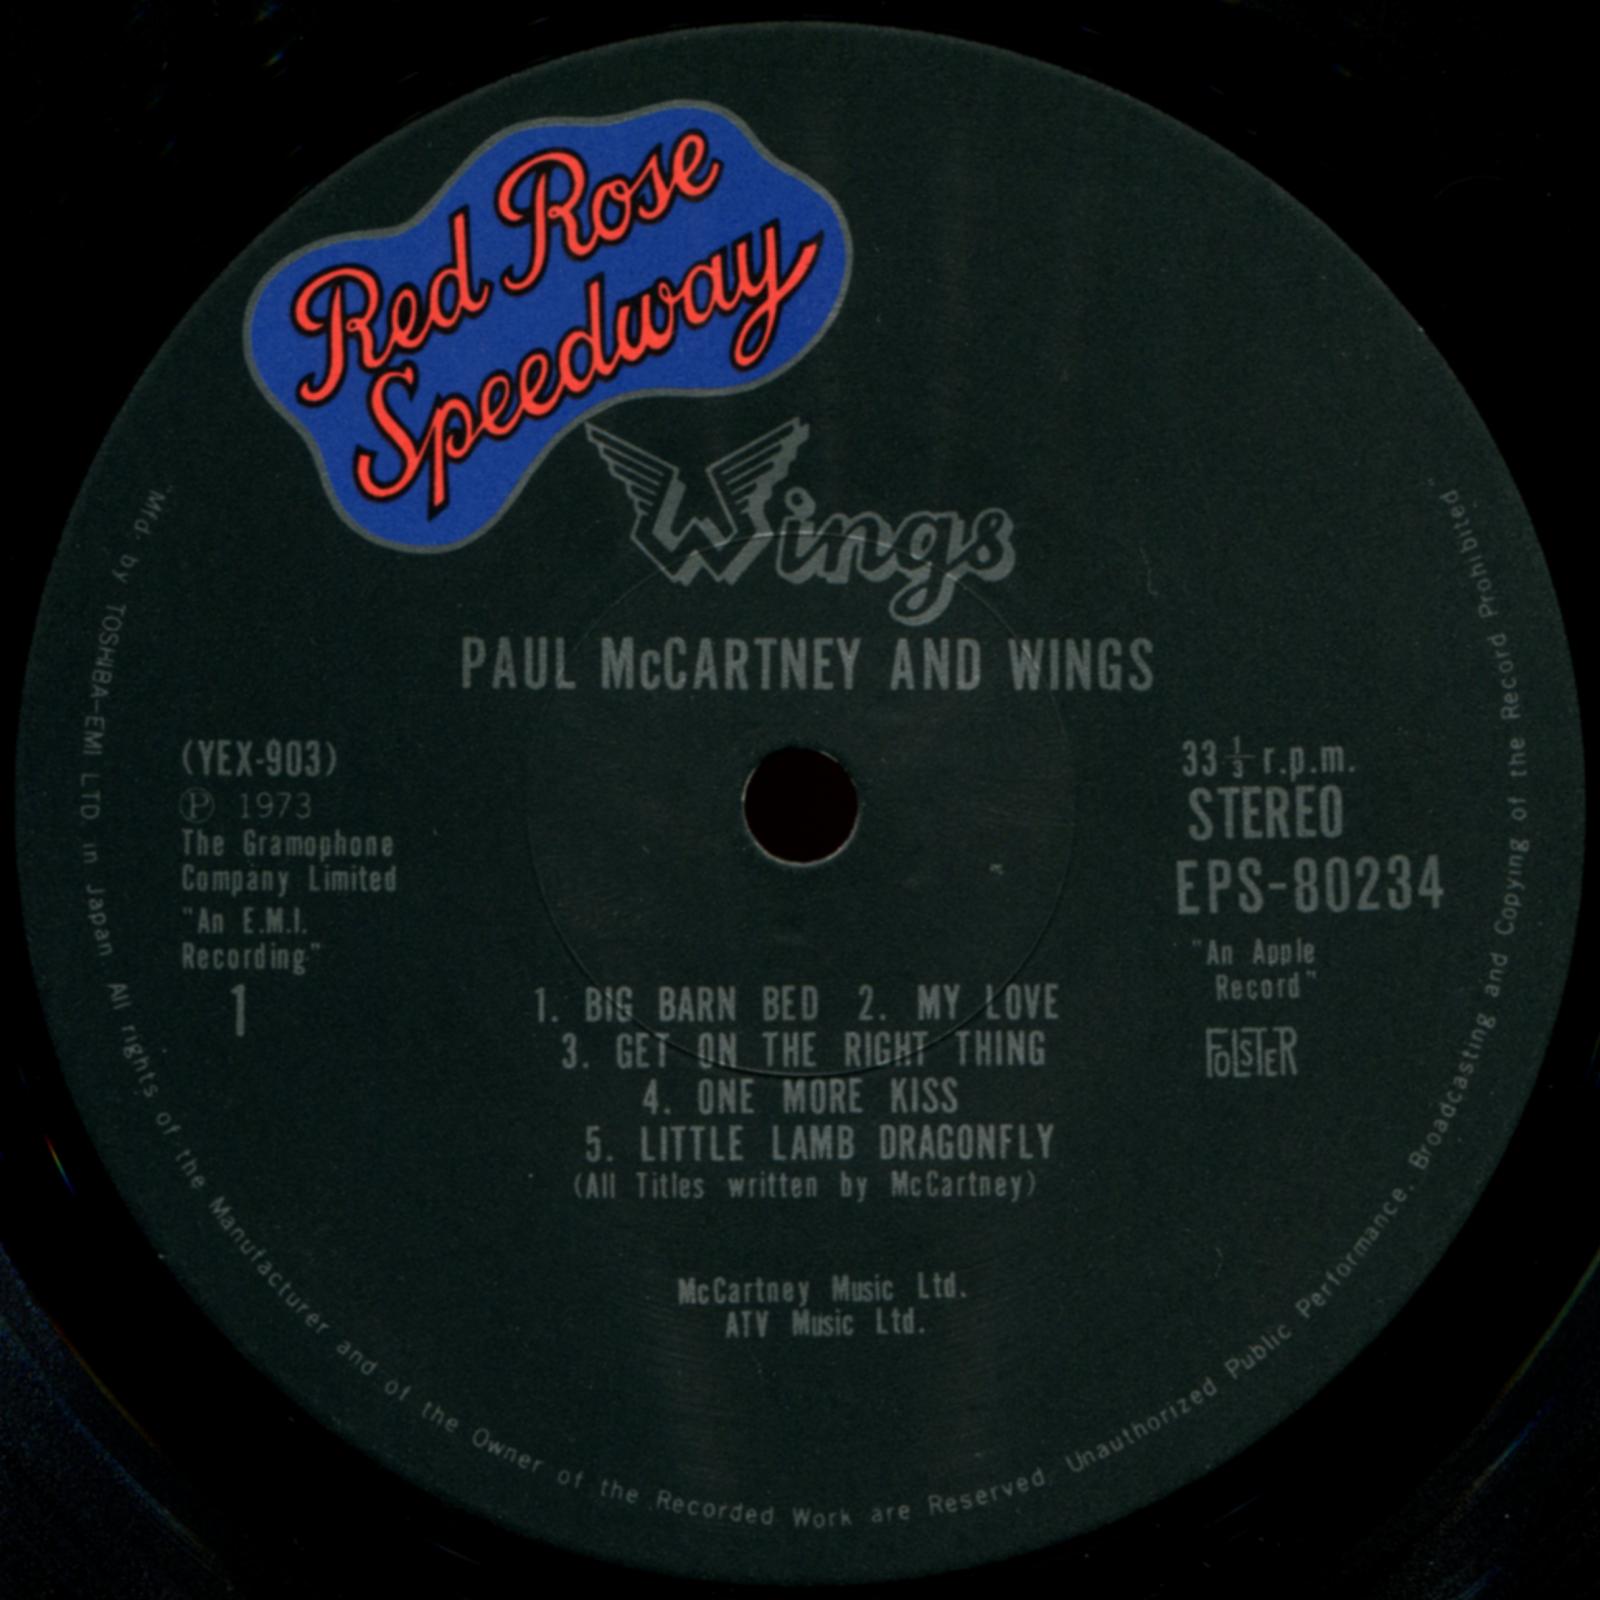 Red Rose
Speedway
Wings
PAUL McCARTNEY AND WINGS
(YEX-903)
Ⓟ 1973
The Gramophone
Company Limited
"An E.M.I.
Recording"
1
33 1/3 r.p.m.
STEREO
EPS-80234
"An Apple
Record"
FOLSTER
1. BIG BARN BED 2. MY LOVE
3. GET ON THE RIGHT THING
4. ONE MORE KISS
5. LITTLE LAMB DRAGONFLY
(All Titles written by McCartney)
McCartney Music Ltd.
ATV Music Ltd.
"Mfd. by TOSHIBA-EMI LTD. in Japan. All rights of the Manufacturer and of the Owner of the Recorded Work are Reserved. Unauthorized Public Performance, Broadcasting and Copying of the Record Prohibited"